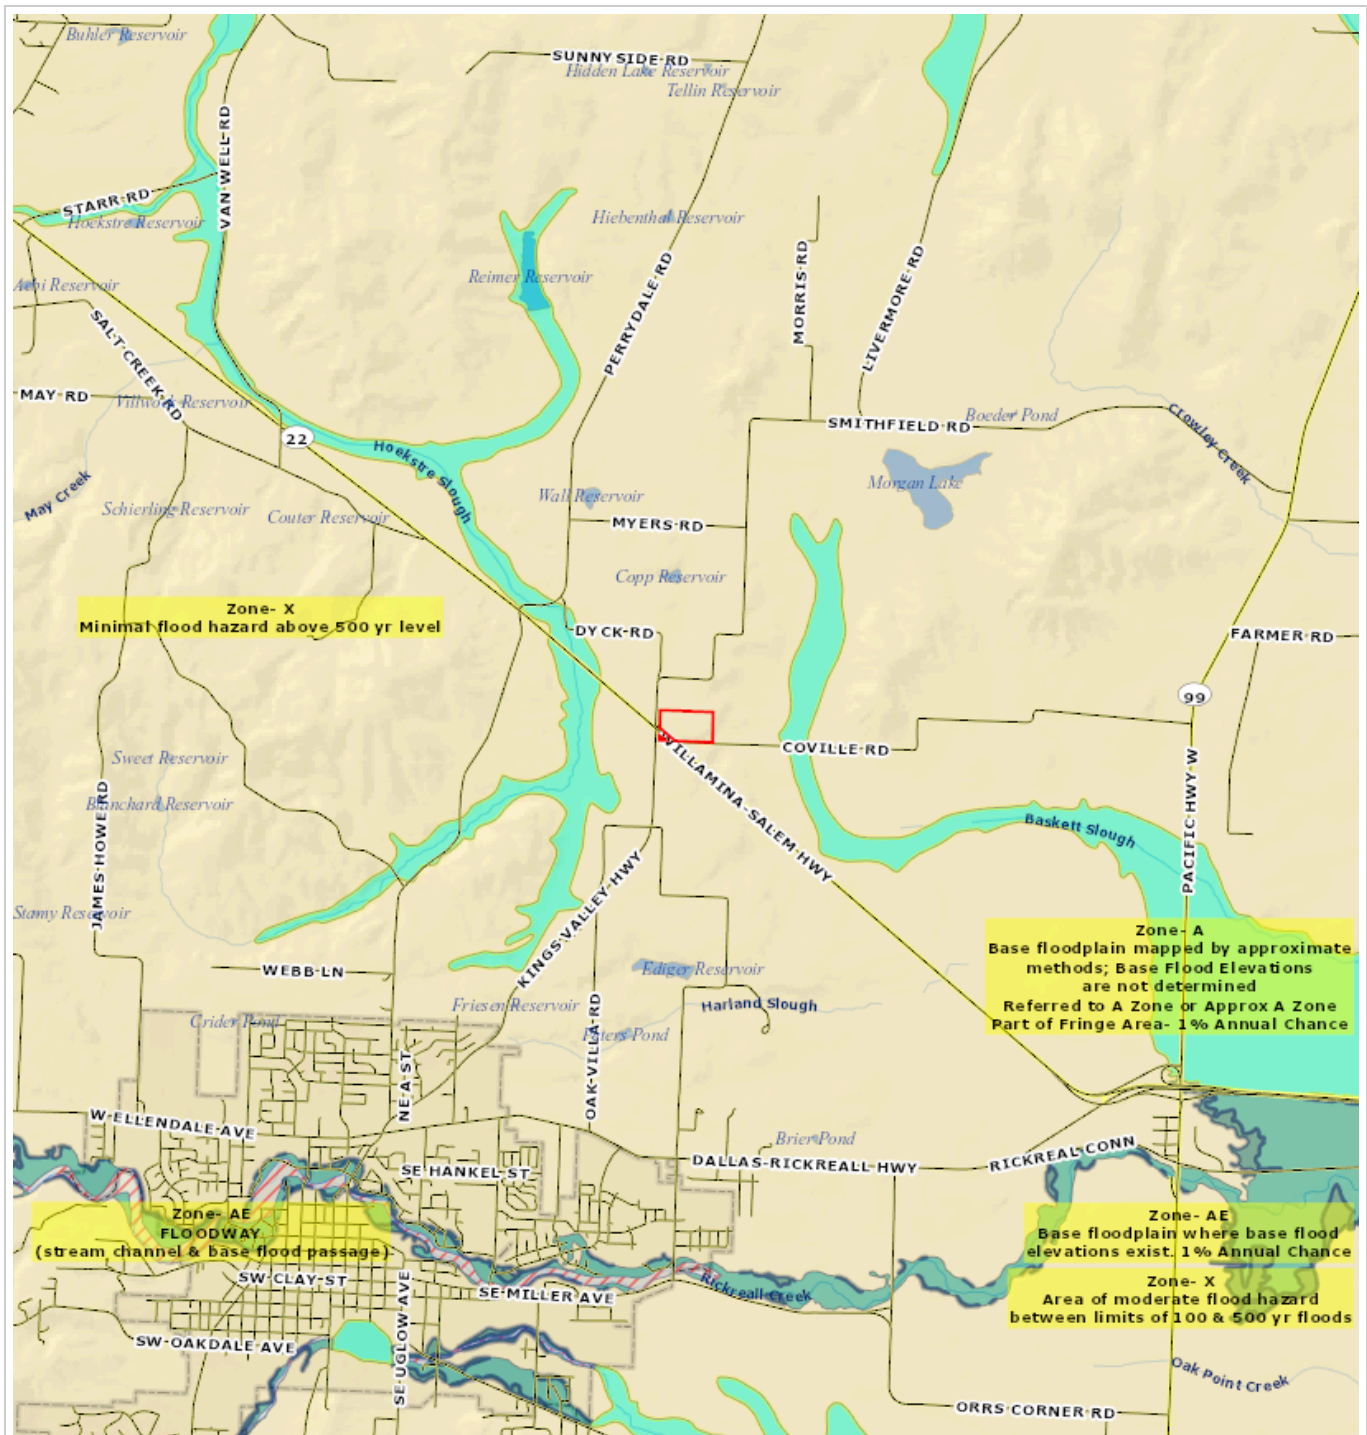 Buhler Reservoir
SUNNYSIDE RD
Hidden Lake Reservoir
Tellin Reservoir
VAN WELL RD
STARR RD
Hoekstre Reservoir
Hiebenthal Reservoir
Aebi Reservoir
Reimer Reservoir
PERRYDALE RD
MORRIS RD
LIVERMORE RD
SALT CREEK RD
MAY RD
Villwock Reservoir
22
Hoekstre Slough
SMITHFIELD RD
Boeder Pond
Crowley Creek
May Creek
Schierling Reservoir
Couter Reservoir
Wall Reservoir
MYERS RD
Morgan Lake
Copp Reservoir
Zone- X
Minimal flood hazard above 500 yr level
DYCK RD
FARMER RD
99
Sweet Reservoir
Blanchard Reservoir
JAMES HOWE RD
WILLAMINA-SALEM HWY
COVILLE RD
PACIFIC HWY W
Baskett Slough
Stamy Reservoir
KINGS VALLEY HWY
WEBB LN
Ediger Reservoir
Harland Slough
Friesen Reservoir
Crider Pond
Peters Pond
OAK VILLA RD
NE A ST
Zone- A
Base floodplain mapped by approximate
methods; Base Flood Elevations
are not determined
Referred to A Zone or Approx A Zone
Part of Fringe Area- 1% Annual Chance
W ELLENDALE AVE
Brier Pond
SE HANKEL ST
DALLAS-RICKREALL HWY
RICKREAL CONN
Zone- AE
FLOODWAY
(stream channel & base flood passage)
Zone- AE
Base floodplain where base flood
elevations exist. 1% Annual Chance
Zone- X
Area of moderate flood hazard
between limits of 100 & 500 yr floods
SW CLAY ST
SE MILLER AVE
Rickreall Creek
SW OAKDALE AVE
SE UGLOW AVE
Oak Point Creek
ORRS CORNER RD